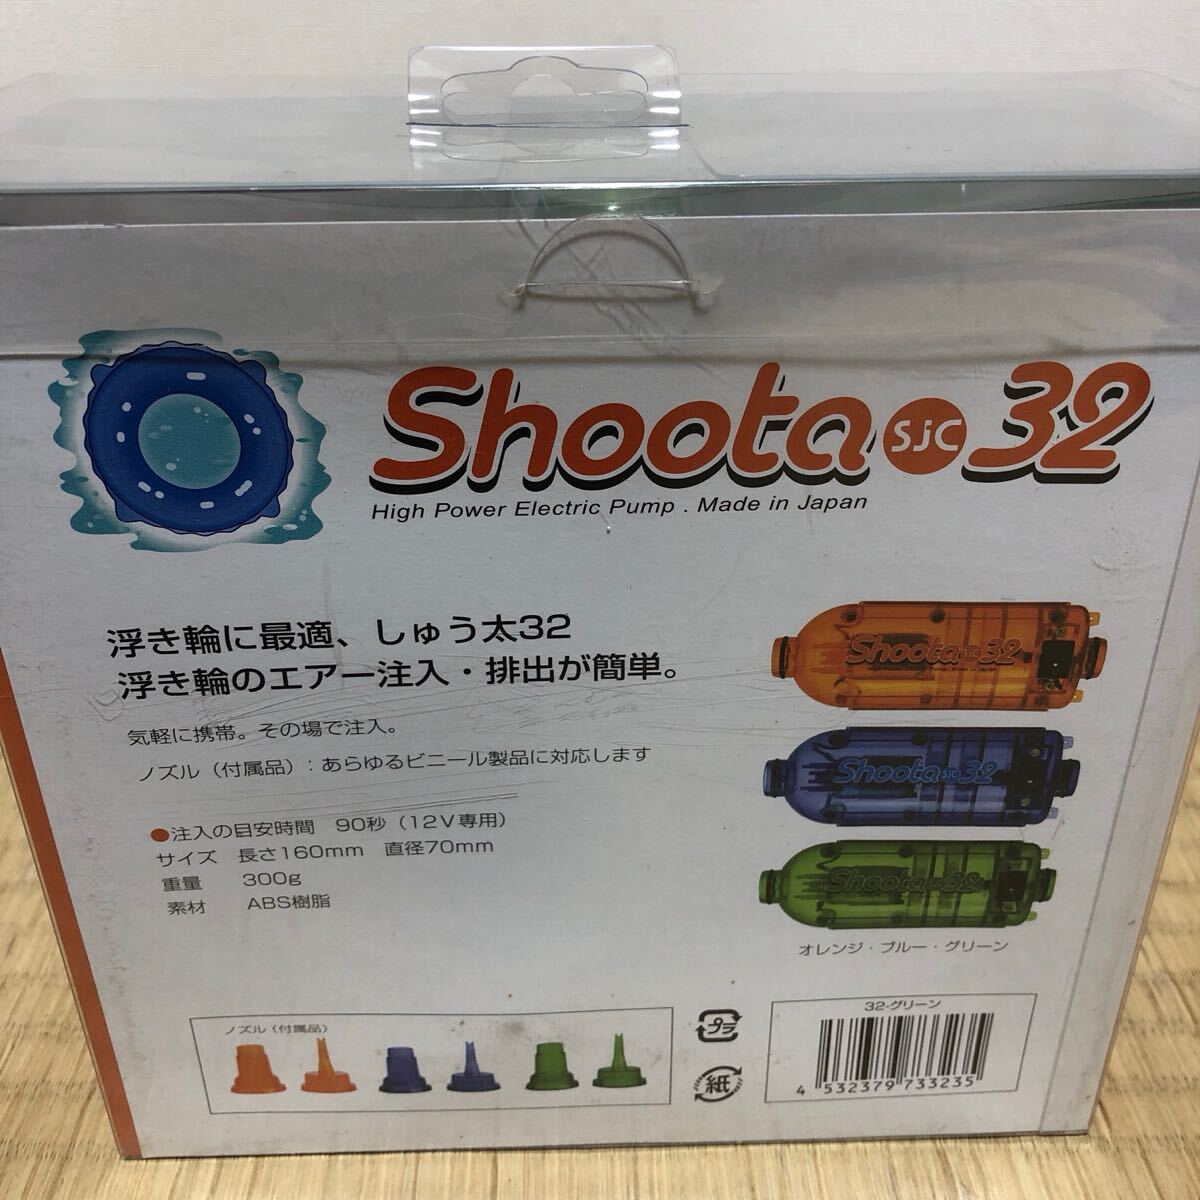 Shoota SJC 32
High Power Electric Pump . Made in Japan
浮き輪に最適、しゅう太32
浮き輪のエアー注入・排出が簡単。
気軽に携帯。その場で注入。
ノズル（付属品）：あらゆるビニール製品に対応します
●注入の目安時間 90秒（12V専用）
サイズ 長さ160mm 直径70mm
重量 300g
素材 ABS樹脂
Shoota SJC 32
Shoota SJC 32
Shoota SJC 32
オレンジ・ブルー・グリーン
ノズル（付属品）
プラ
紙
32-グリーン
4 532379 733235